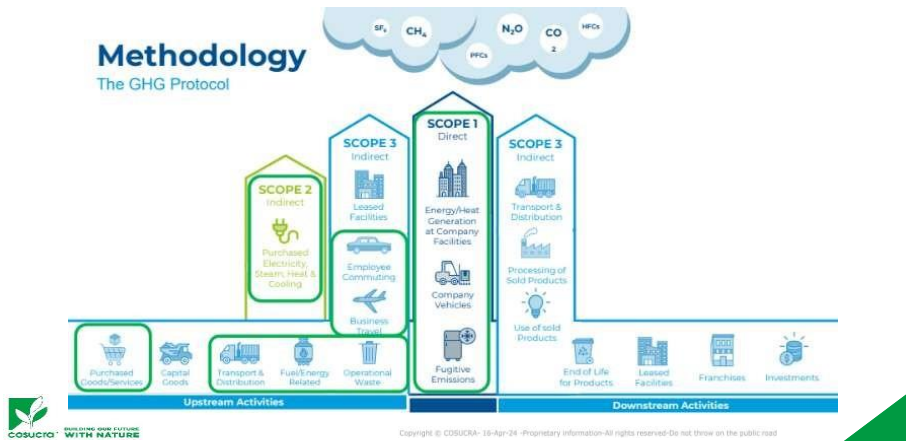 Methodology
The GHG Protocol
SF6
CH4
N2O
CO
2
HFCs
PFCs
SCOPE 2
Indirect
Purchased
Electricity,
Steam, Heat &
Cooling
SCOPE 3
Indirect
Leased
Facilities
Employee
Commuting
Business
Travel
SCOPE 1
Direct
Energy/Heat
Generation
at Company
Facilities
Company
Vehicles
Fugitive
Emissions
SCOPE 3
Indirect
Transport &
Distribution
Processing of
Sold Products
Use of sold
Products
Purchased
Goods/Services
Capital
Goods
Transport &
Distribution
Fuel/Energy
Related
Operational
Waste
End of Life
for Products
Leased
Facilities
Franchises
Investments
Upstream Activities
Downstream Activities
cosucra
BUILDING OUR FUTURE
WITH NATURE
Copyright © COSUCRA- 16-Apr-24 -Proprietary information-All rights reserved-Do not throw on the public road